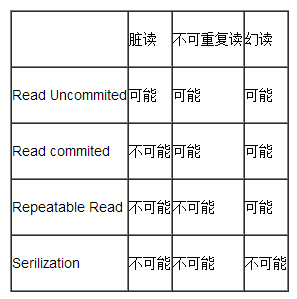 脏读 不可重复读 幻读
Read Uncommited 可能 可能 可能
Read commited 不可能 可能 可能
Repeatable Read 不可能 不可能 可能
Serilization 不可能 不可能 不可能